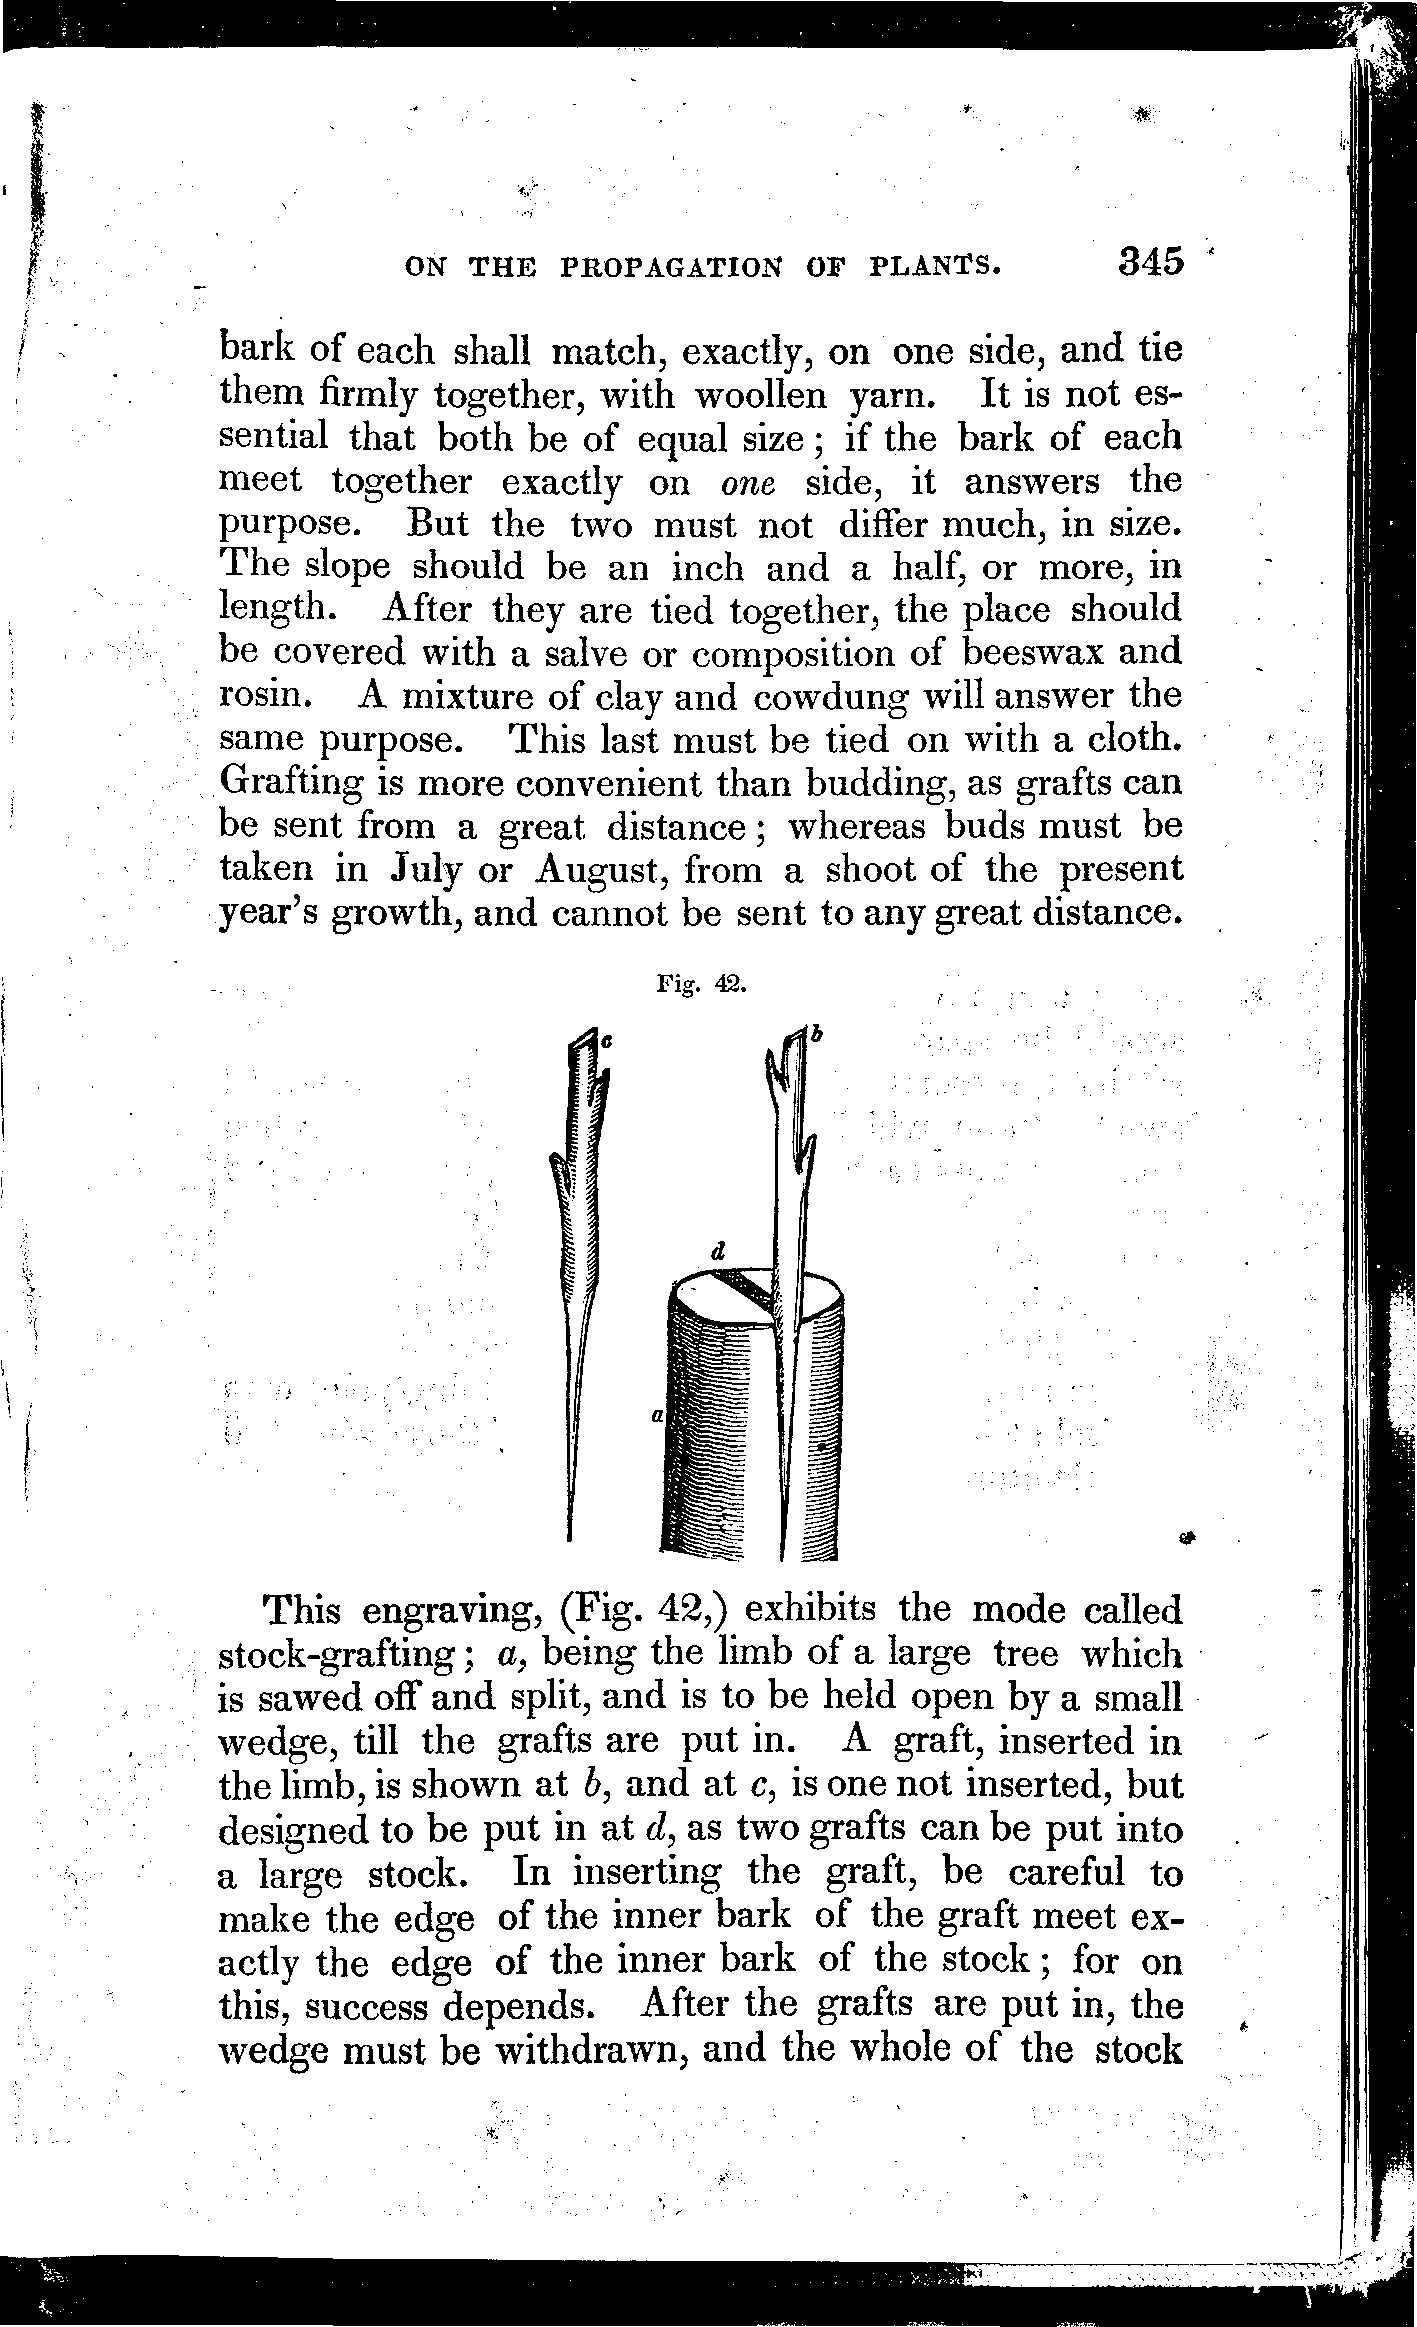 ON THE PROPAGATION OF PLANTS. 345
bark of each shall match, exactly, on one side, and tie
them firmly together, with woollen yarn. It is not es-
sential that both be of equal size; if the bark of each
meet together exactly on one side, it answers the
purpose. But the two must not differ much, in size.
The slope should be an inch and a half, or more, in
length. After they are tied together, the place should
be covered with a salve or composition of beeswax and
rosin. A mixture of clay and cowdung will answer the
same purpose. This last must be tied on with a cloth.
Grafting is more convenient than budding, as grafts can
be sent from a great distance; whereas buds must be
taken in July or August, from a shoot of the present
year's growth, and cannot be sent to any great distance.
Fig. 42.
c
b
d
a
This engraving, (Fig. 42,) exhibits the mode called
stock-grafting; a, being the limb of a large tree which
is sawed off and split, and is to be held open by a small
wedge, till the grafts are put in. A graft, inserted in
the limb, is shown at b, and at c, is one not inserted, but
designed to be put in at d, as two grafts can be put into
a large stock. In inserting the graft, be careful to
make the edge of the inner bark of the graft meet ex-
actly the edge of the inner bark of the stock; for on
this, success depends. After the grafts are put in, the
wedge must be withdrawn, and the whole of the stock